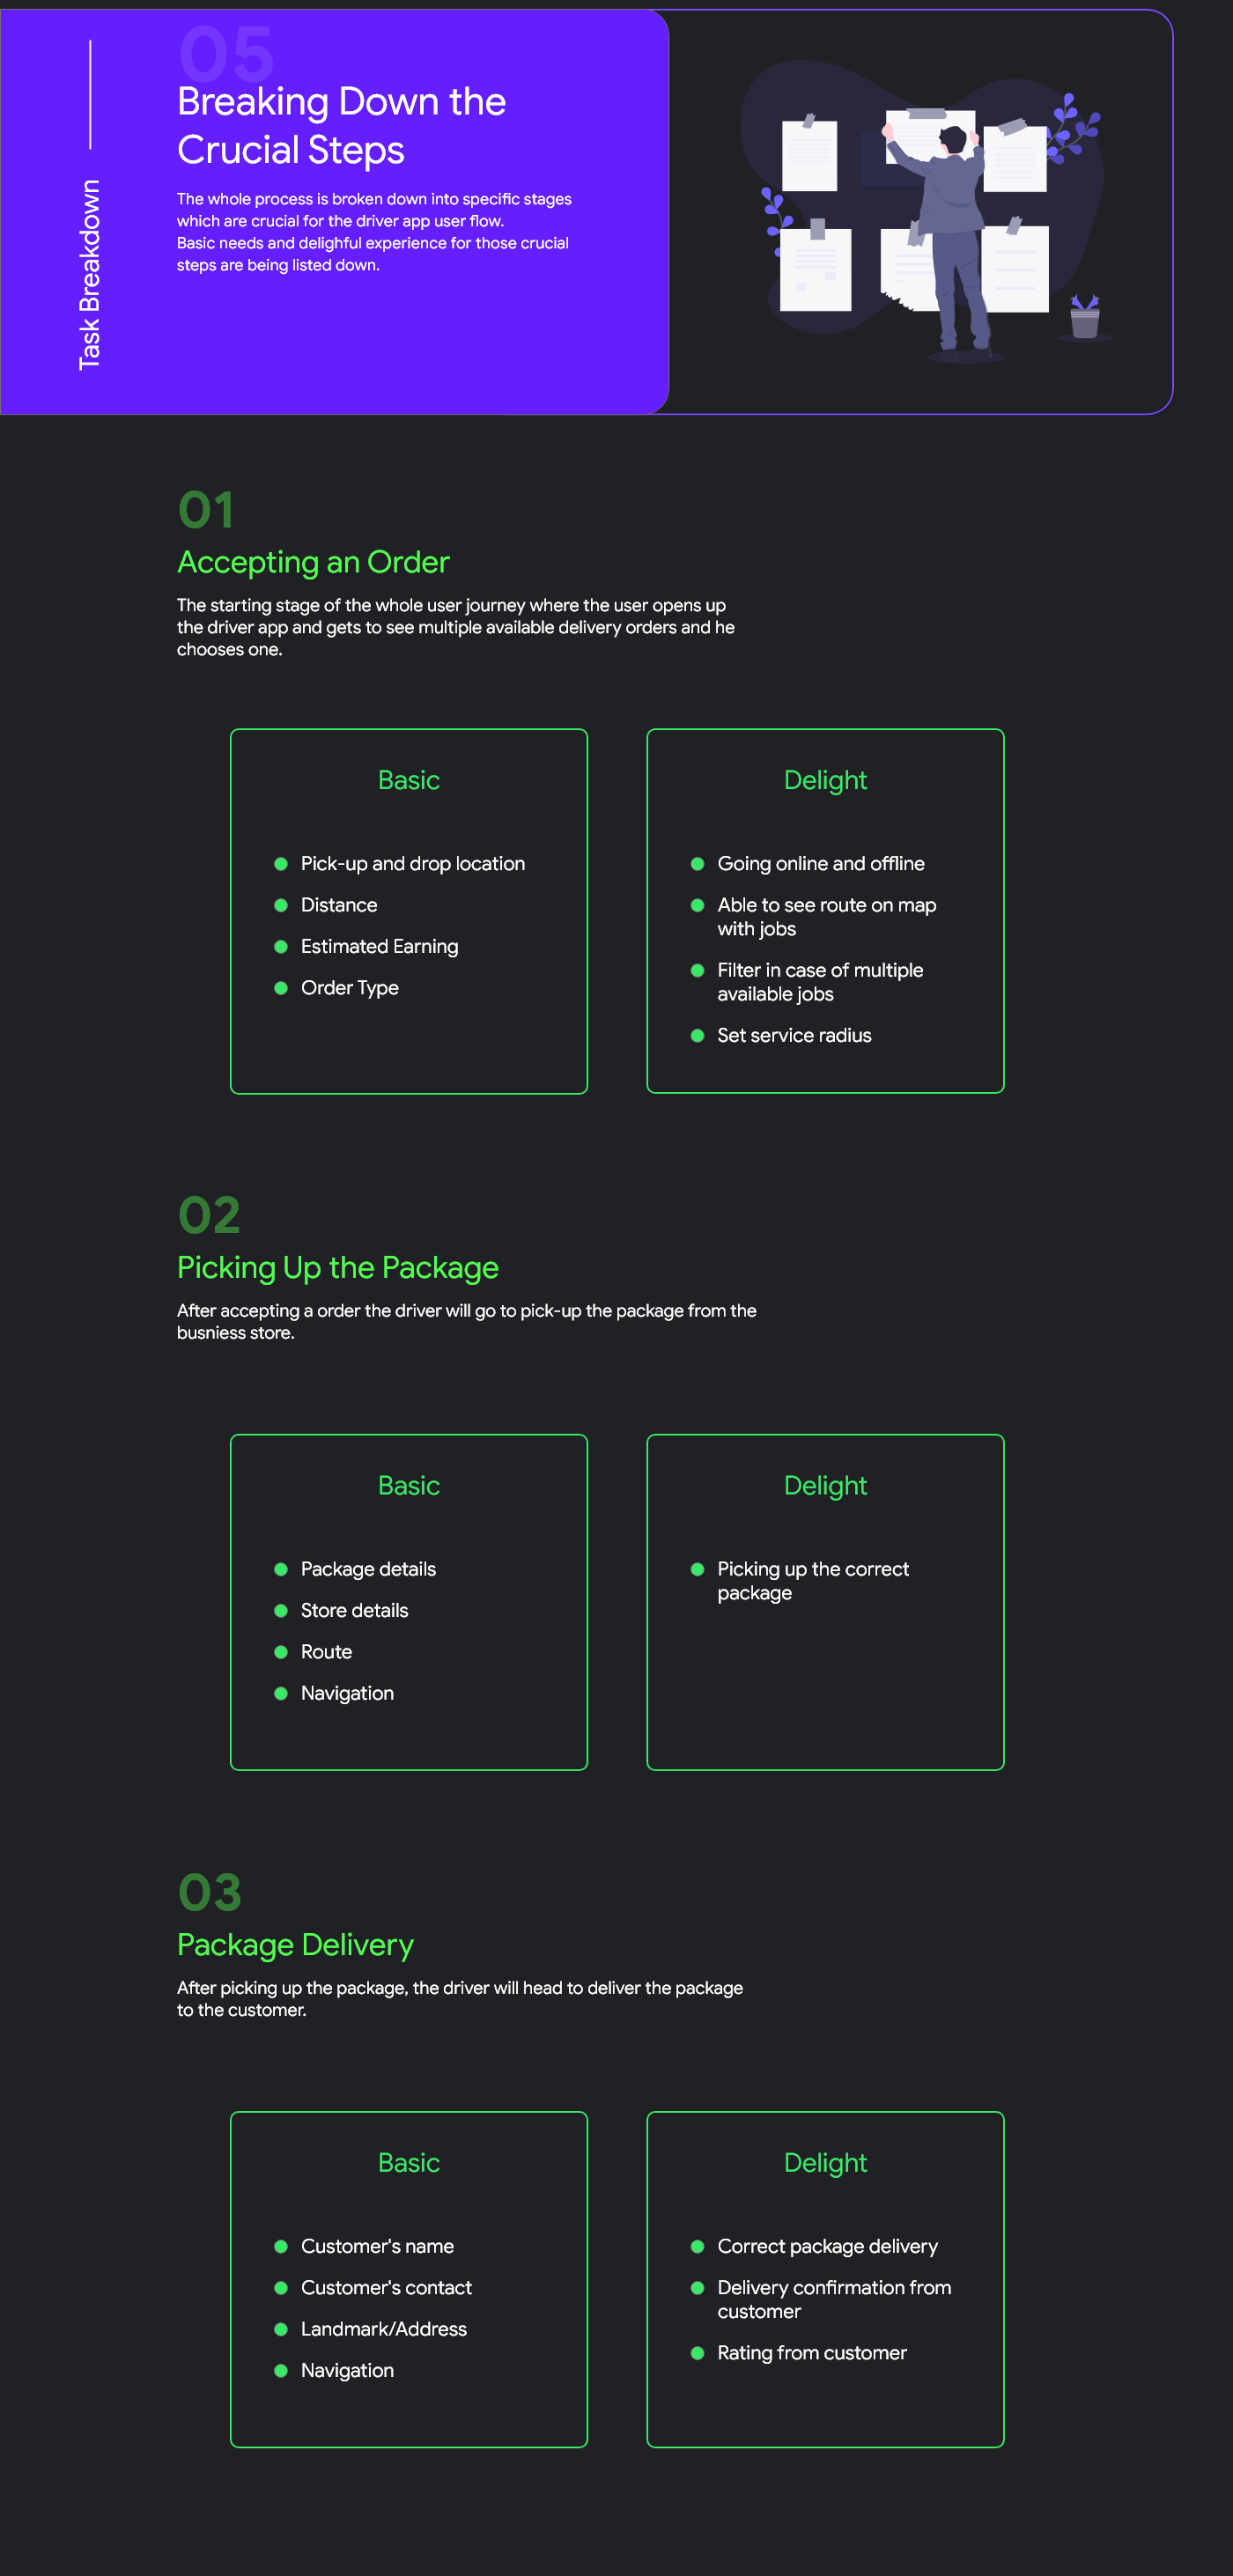 Task Breakdown
05
Breaking Down the
Crucial Steps
The whole process is broken down into specific stages
which are crucial for the driver app user flow.
Basic needs and delighful experience for those crucial
steps are being listed down.
01
Accepting an Order
The starting stage of the whole user journey where the user opens up
the driver app and gets to see multiple available delivery orders and he
chooses one.
Basic
Pick-up and drop location
Distance
Estimated Earning
Order Type
Delight
Going online and offline
Able to see route on map
with jobs
Filter in case of multiple
available jobs
Set service radius
02
Picking Up the Package
After accepting a order the driver will go to pick-up the package from the
busniess store.
Basic
Package details
Store details
Route
Navigation
Delight
Picking up the correct
package
03
Package Delivery
After picking up the package, the driver will head to deliver the package
to the customer.
Basic
Customer's name
Customer's contact
Landmark/Address
Navigation
Delight
Correct package delivery
Delivery confirmation from
customer
Rating from customer